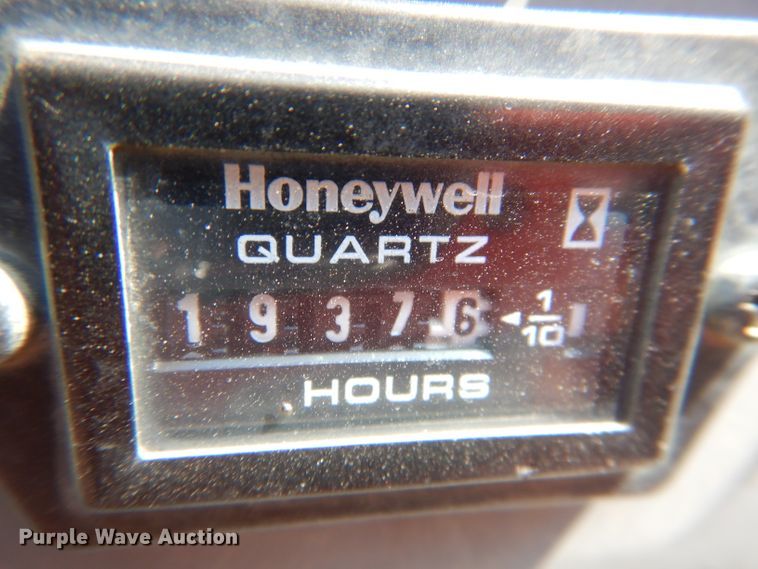 Honeywell
QUARTZ
1 9 3 7 6 ◄ 1/10
HOURS
Purple Wave Auction